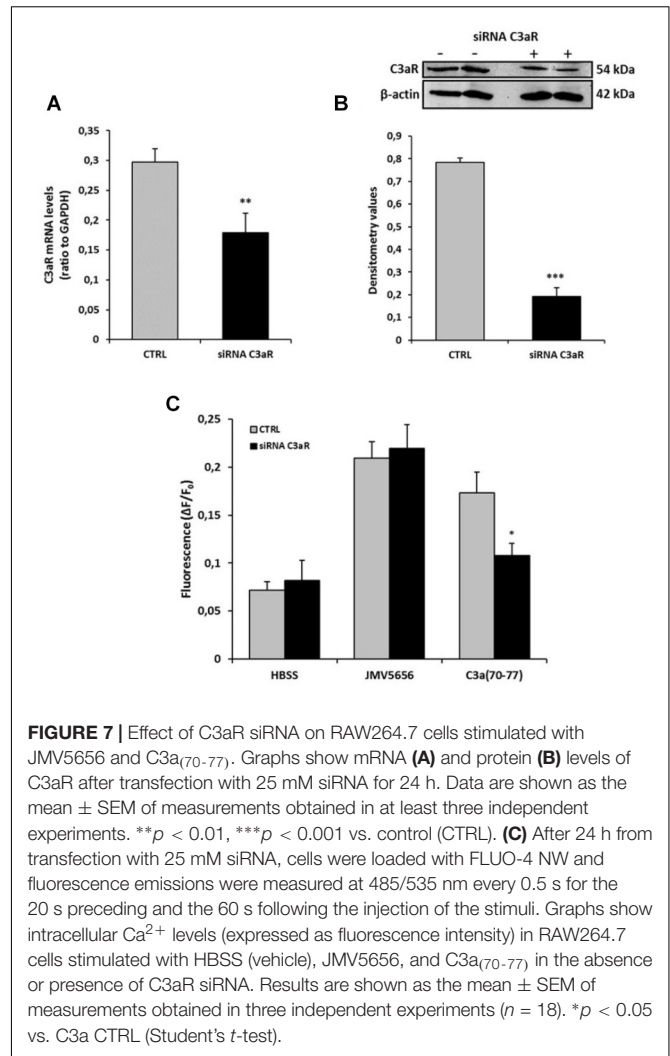 siRNA C3aR
- - + +
C3aR 54 kDa
β-actin 42 kDa
A
C3aR mRNA levels
(ratio to GAPDH)
0,35
0,3
0,25
0,2
0,15
0,1
0,05
0
**
CTRL siRNA C3aR
B
Densitometry values
0,9
0,8
0,7
0,6
0,5
0,4
0,3
0,2
0,1
0
***
CTRL siRNA C3aR
C
Fluorescence (ΔF/F0)
0,25
0,2
0,15
0,1
0,05
0
CTRL
siRNA C3aR
*
HBSS JMV5656 C3a(70-77)
FIGURE 7 | Effect of C3aR siRNA on RAW264.7 cells stimulated with
JMV5656 and C3a(70-77). Graphs show mRNA (A) and protein (B) levels of
C3aR after transfection with 25 mM siRNA for 24 h. Data are shown as the
mean ± SEM of measurements obtained in at least three independent
experiments. **p < 0.01, ***p < 0.001 vs. control (CTRL). (C) After 24 h from
transfection with 25 mM siRNA, cells were loaded with FLUO-4 NW and
fluorescence emissions were measured at 485/535 nm every 0.5 s for the
20 s preceding and the 60 s following the injection of the stimuli. Graphs show
intracellular Ca2+ levels (expressed as fluorescence intensity) in RAW264.7
cells stimulated with HBSS (vehicle), JMV5656, and C3a(70-77) in the absence
or presence of C3aR siRNA. Results are shown as the mean ± SEM of
measurements obtained in three independent experiments (n = 18). *p < 0.05
vs. C3a CTRL (Student's t-test).